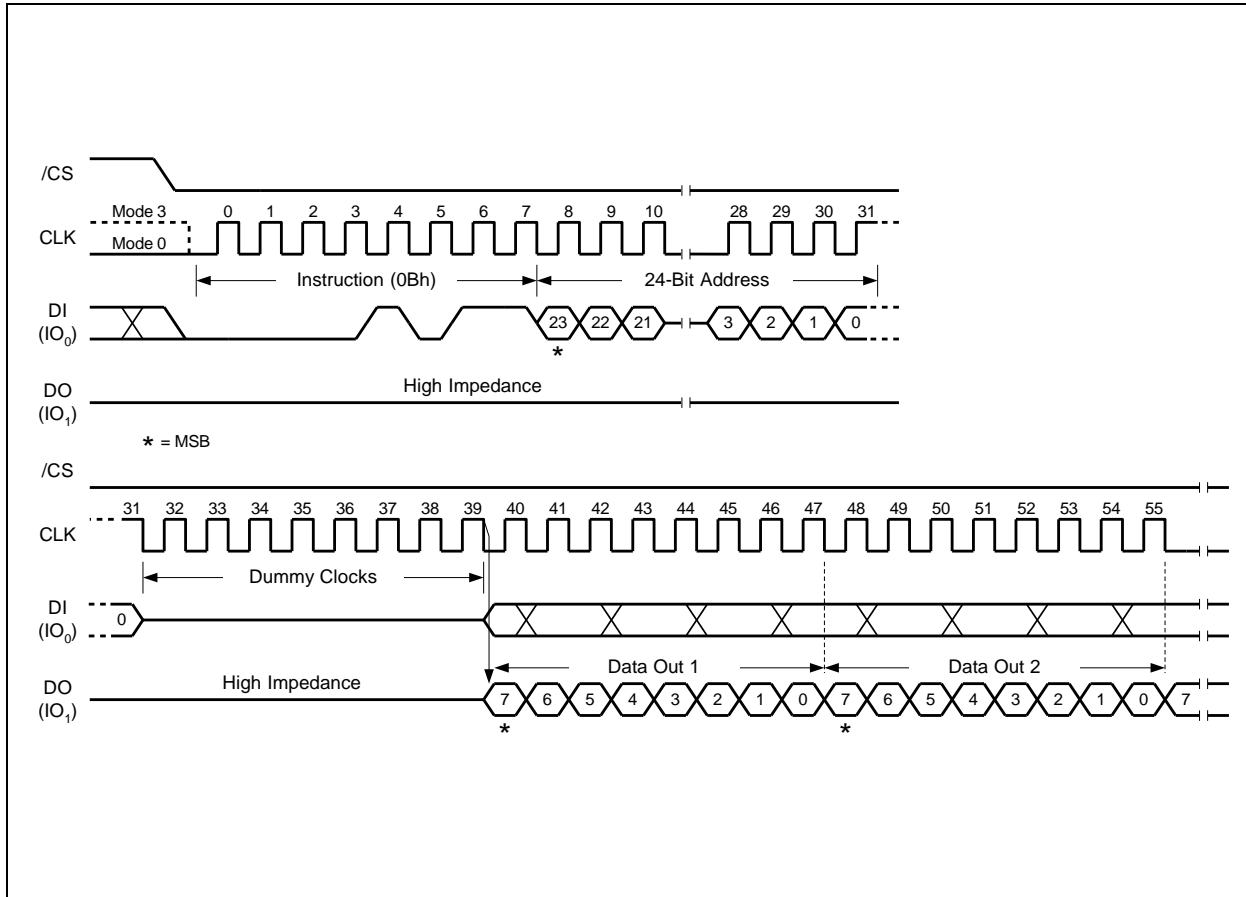 /CS
Mode 3 0 1 2 3 4 5 6 7 8 9 10 28 29 30 31
CLK
Mode 0
Instruction (0Bh) 24-Bit Address
DI
(IO0) 23 22 21 3 2 1 0
*
High Impedance
DO
(IO1)
* = MSB
/CS
31 32 33 34 35 36 37 38 39 40 41 42 43 44 45 46 47 48 49 50 51 52 53 54 55
CLK
Dummy Clocks
DI
(IO0) 0
Data Out 1 Data Out 2
High Impedance
DO
(IO1) 7 6 5 4 3 2 1 0 7 6 5 4 3 2 1 0 7
* *